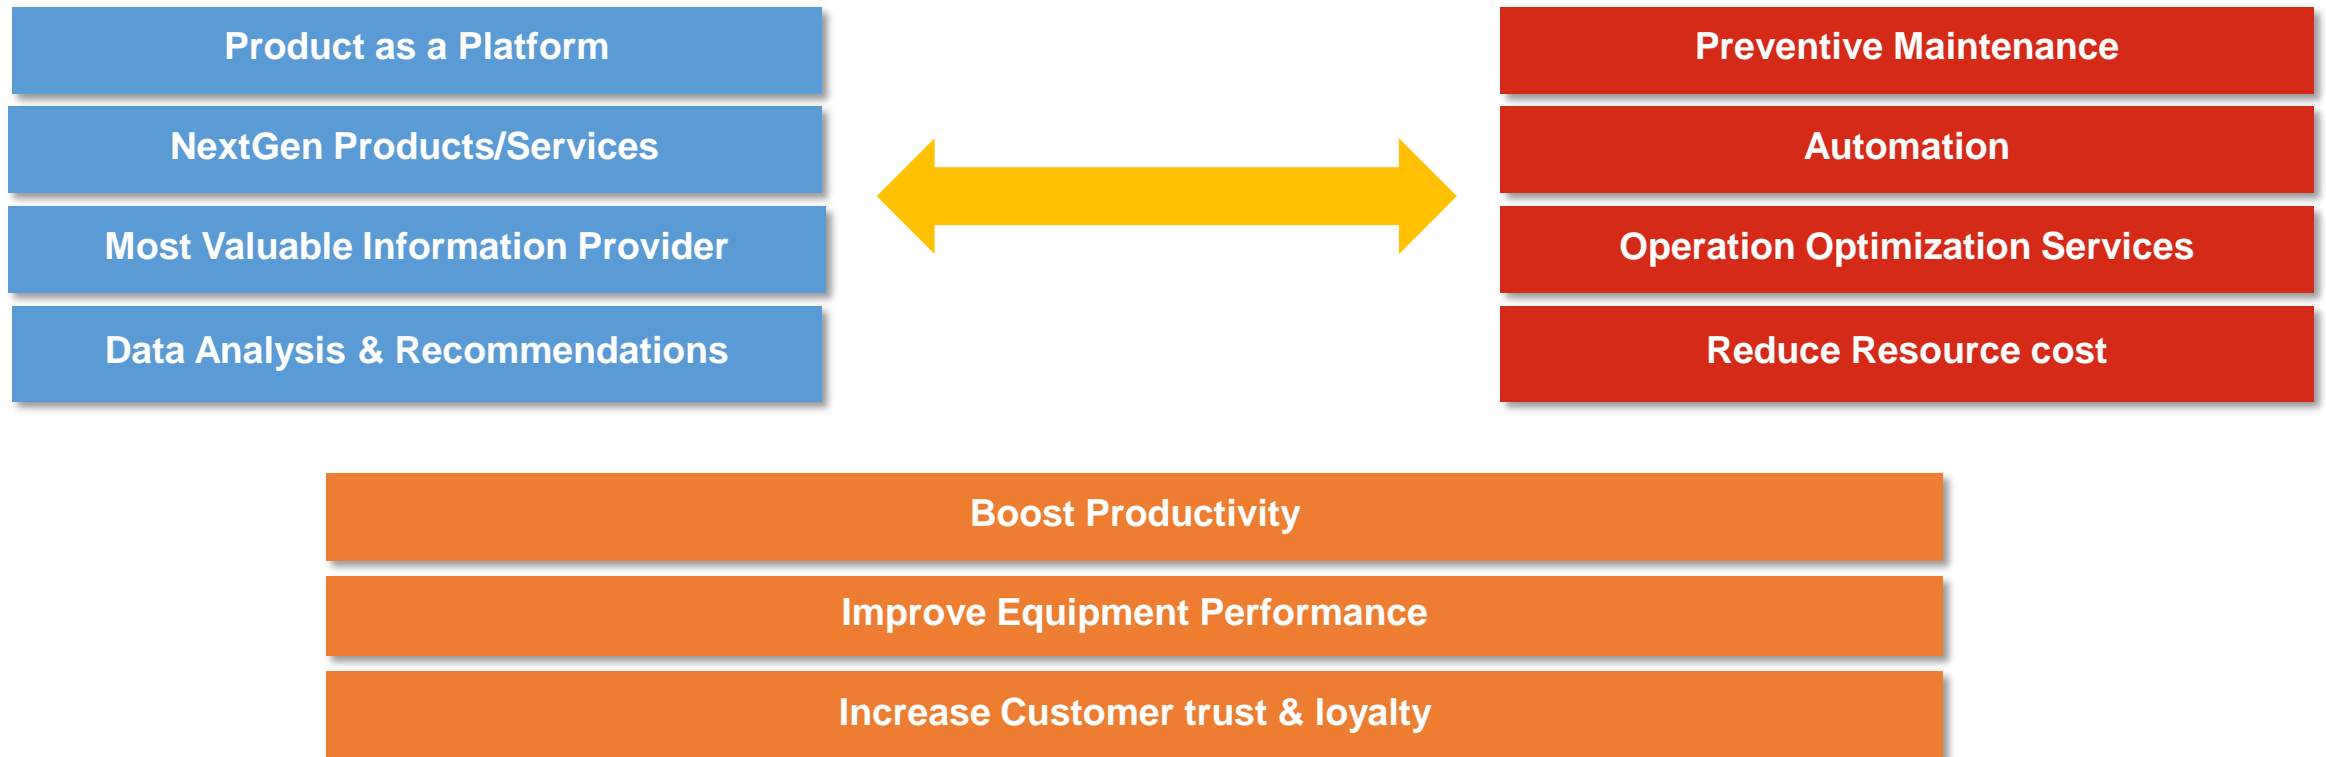 Product as a Platform
NextGen Products/Services
Most Valuable Information Provider
Data Analysis & Recommendations
Preventive Maintenance
Automation
Operation Optimization Services
Reduce Resource cost
Boost Productivity
Improve Equipment Performance
Increase Customer trust & loyalty